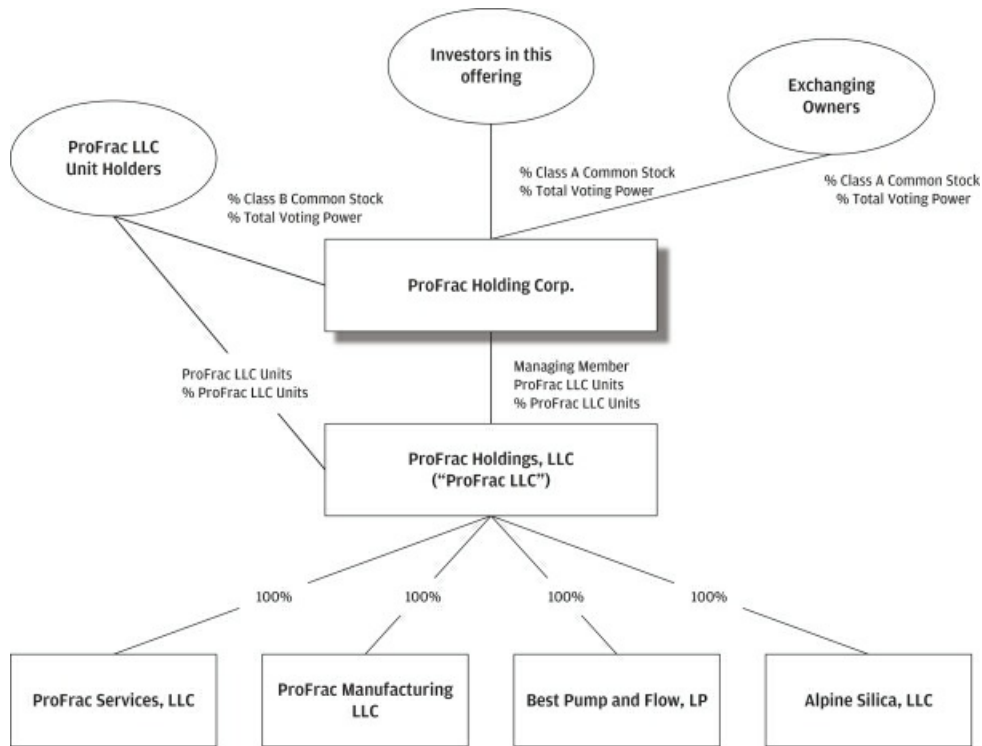 Investors in this
offering
Exchanging
Owners
ProFrac LLC
Unit Holders
% Class B Common Stock
% Total Voting Power
% Class A Common Stock
% Total Voting Power
% Class A Common Stock
% Total Voting Power
ProFrac Holding Corp.
ProFrac LLC Units
% ProFrac LLC Units
Managing Member
ProFrac LLC Units
% ProFrac LLC Units
ProFrac Holdings, LLC
(“ProFrac LLC”)
100%
100%
100%
100%
ProFrac Services, LLC
ProFrac Manufacturing
LLC
Best Pump and Flow, LP
Alpine Silica, LLC